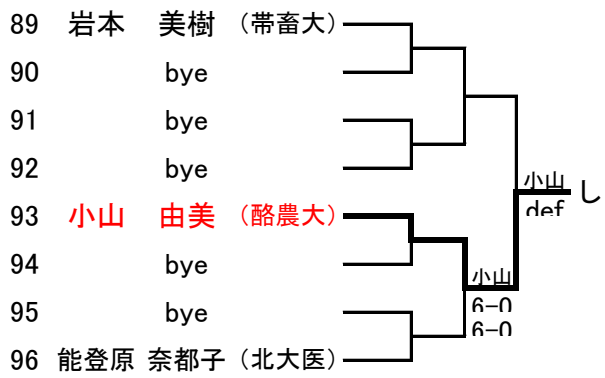 89 岩本 美樹 （帯畜大）
90 bye
91 bye
92 bye
小山 し
def
93 小山 由美 （酪農大）
94 bye
小山
6-0
95 bye
6-0
96 能登原 奈都子 （北大医）